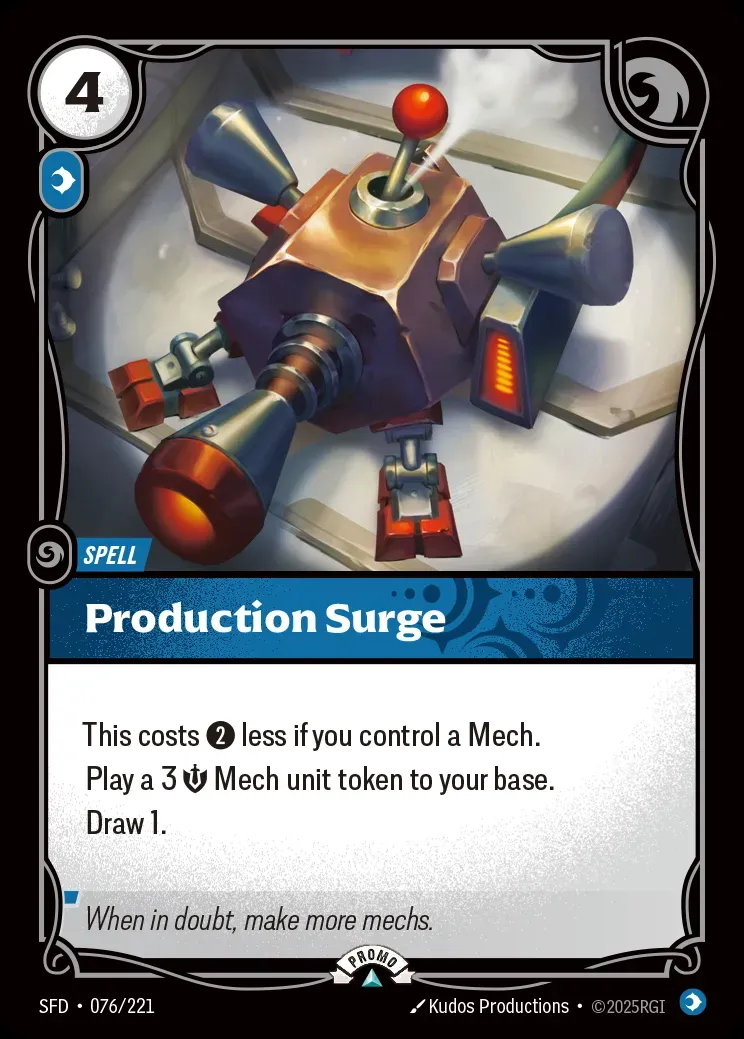 4
SPELL
Production Surge
This costs 2 less if you control a Mech.
Play a 3 Mech unit token to your base.
Draw 1.
When in doubt, make more mechs.
PROMO
SFD • 076/221
Kudos Productions • ©2025RGI